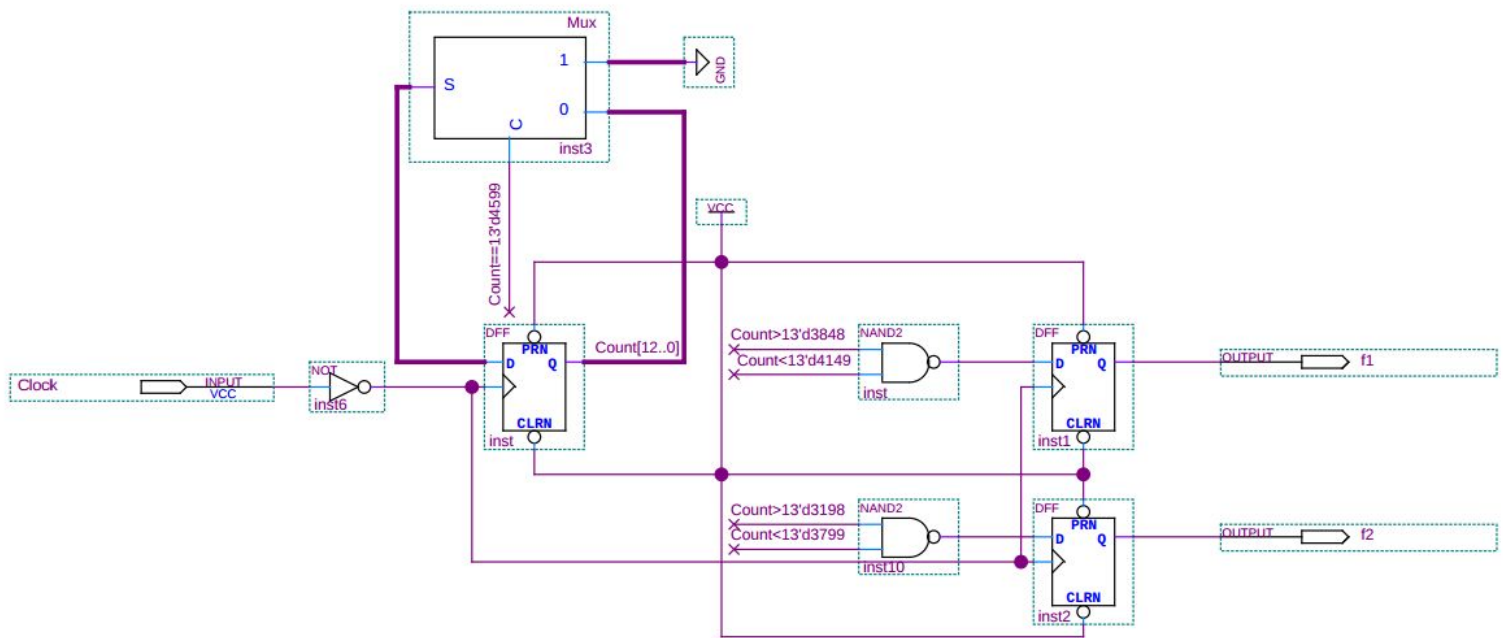 Mux
1
S
0
C
inst3
GND
Count==13'd4599
VCC
DFF
PRN
D
Q
CLRN
inst
Count[12..0]
Clock
INPUT
VCC
NOT
inst6
Count>13'd3848
Count<13'd4149
NAND2
inst
DFF
PRN
D
Q
CLRN
inst1
OUTPUT
f1
Count>13'd3198
Count<13'd3799
NAND2
inst10
DFF
PRN
D
Q
CLRN
inst2
OUTPUT
f2